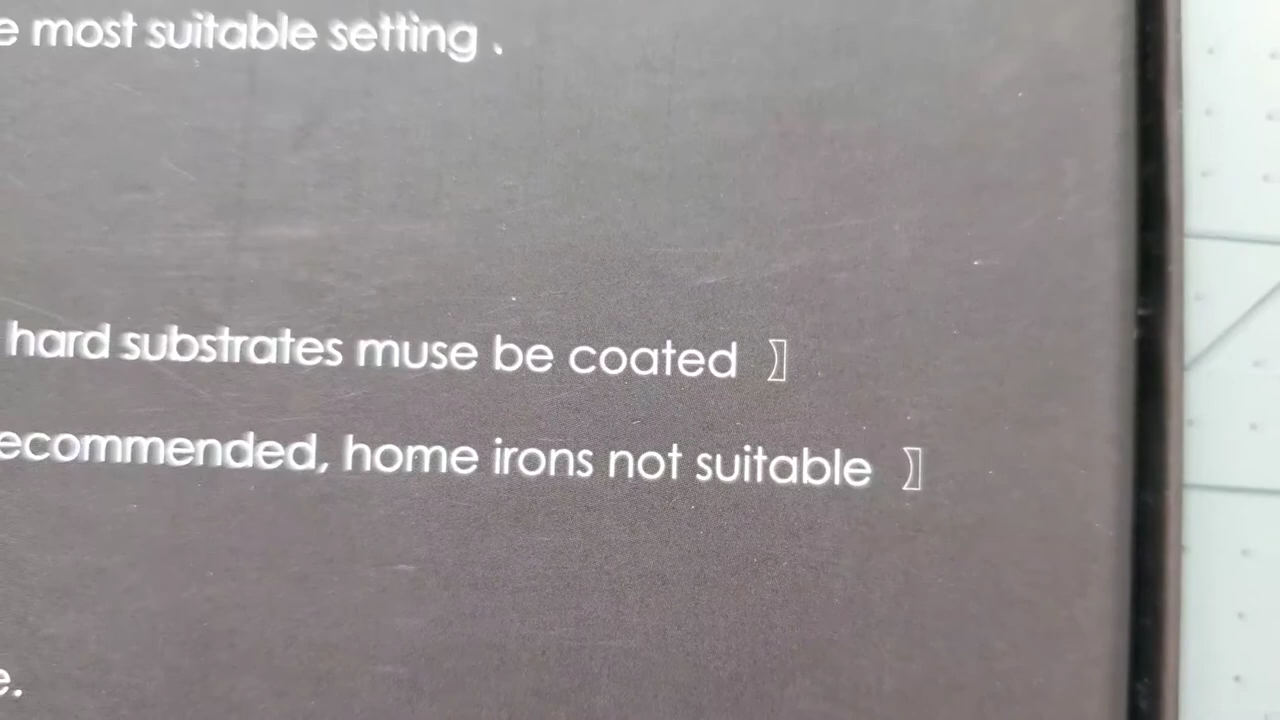 e most suitable setting .
hard substrates muse be coated 〗
ecommended, home irons not suitable 〗
e.